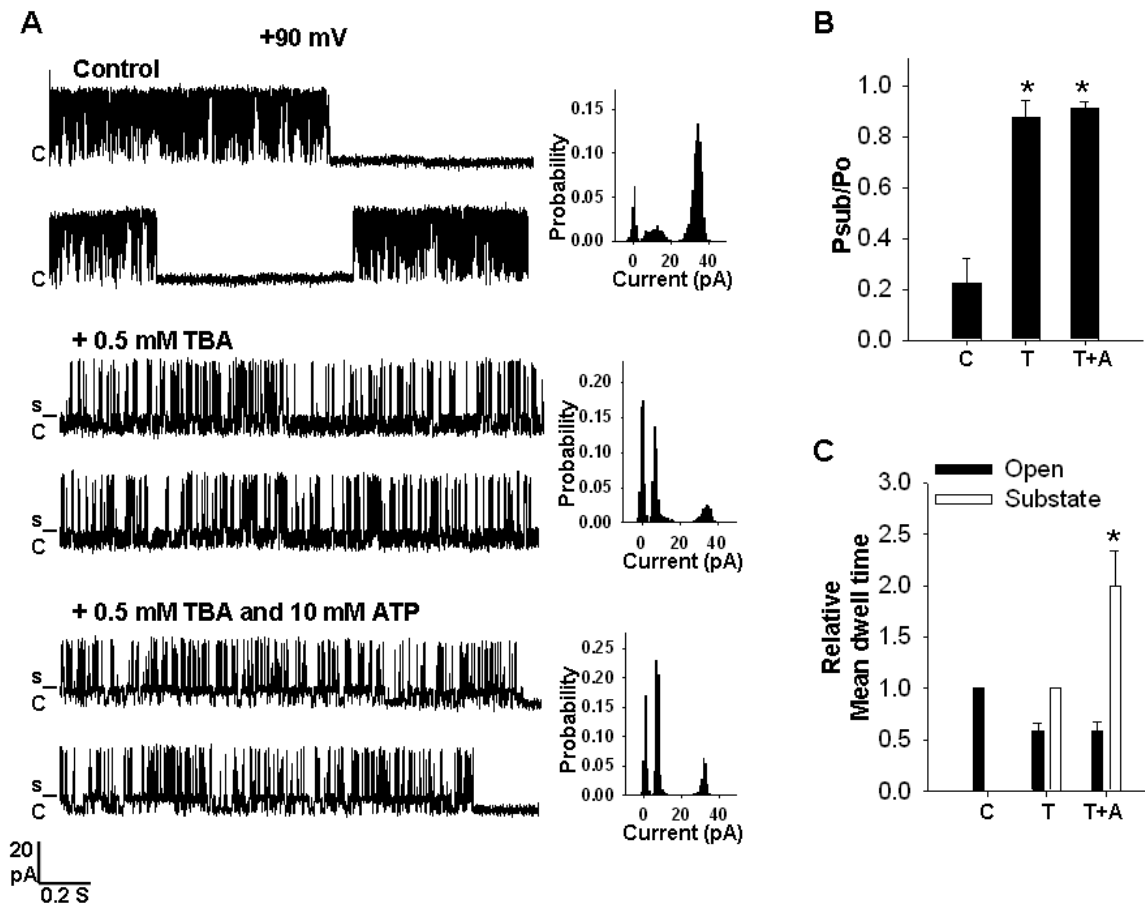 A
+90 mV
Control
C
C
0.15
0.10
0.05
0.00
Probability
0 20 40
Current (pA)
+ 0.5 mM TBA
s
C
s
C
0.20
0.15
0.10
0.05
0.00
Probability
0 20 40
Current (pA)
+ 0.5 mM TBA and 10 mM ATP
s
C
s
C
0.25
0.20
0.15
0.10
0.05
0.00
Probability
0 20 40
Current (pA)
20
pA
0.2 S
B
1.0
0.8
0.6
0.4
0.2
0.0
Psub/Po
* *
C T T+A
C
Open
Substate
3.0
2.5
2.0
1.5
1.0
0.5
0.0
Relative
Mean dwell time
*
C T T+A